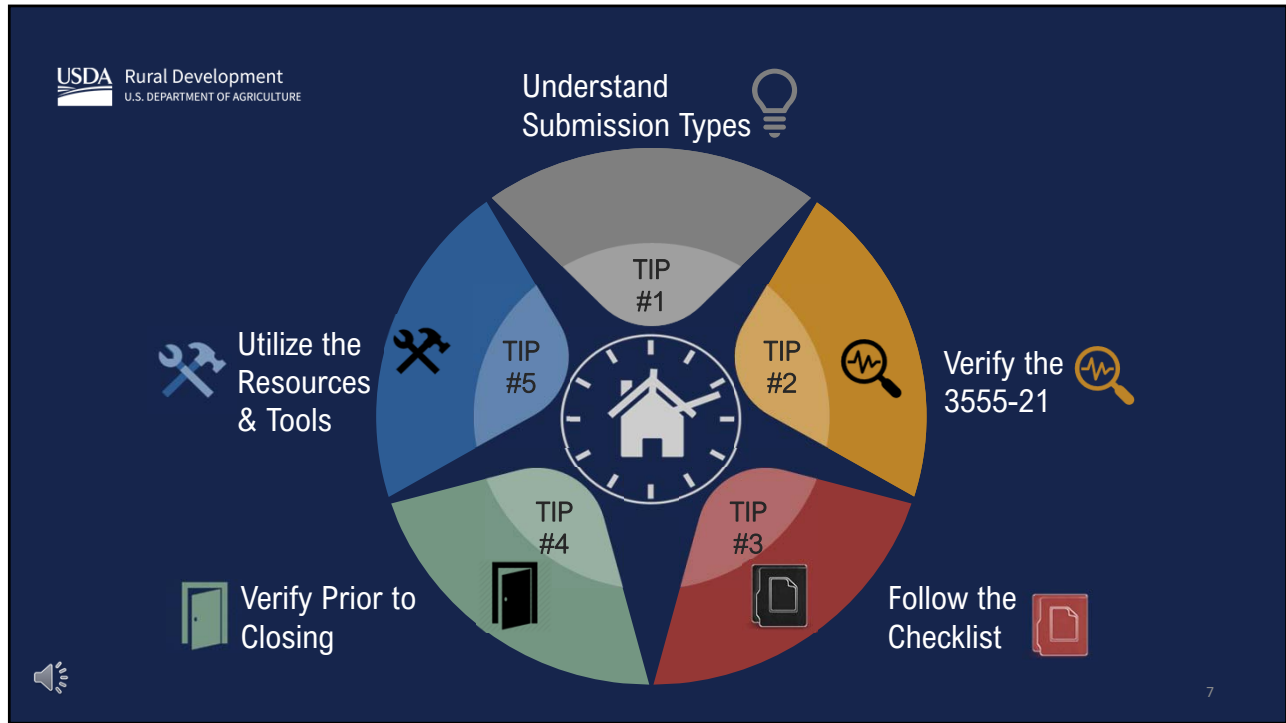 USDA Rural Development
U.S. DEPARTMENT OF AGRICULTURE
Understand
Submission Types
TIP
#1
TIP
#2
Verify the
3555-21
TIP
#3
Follow the
Checklist
TIP
#4
Verify Prior to
Closing
TIP
#5
Utilize the
Resources
& Tools
7